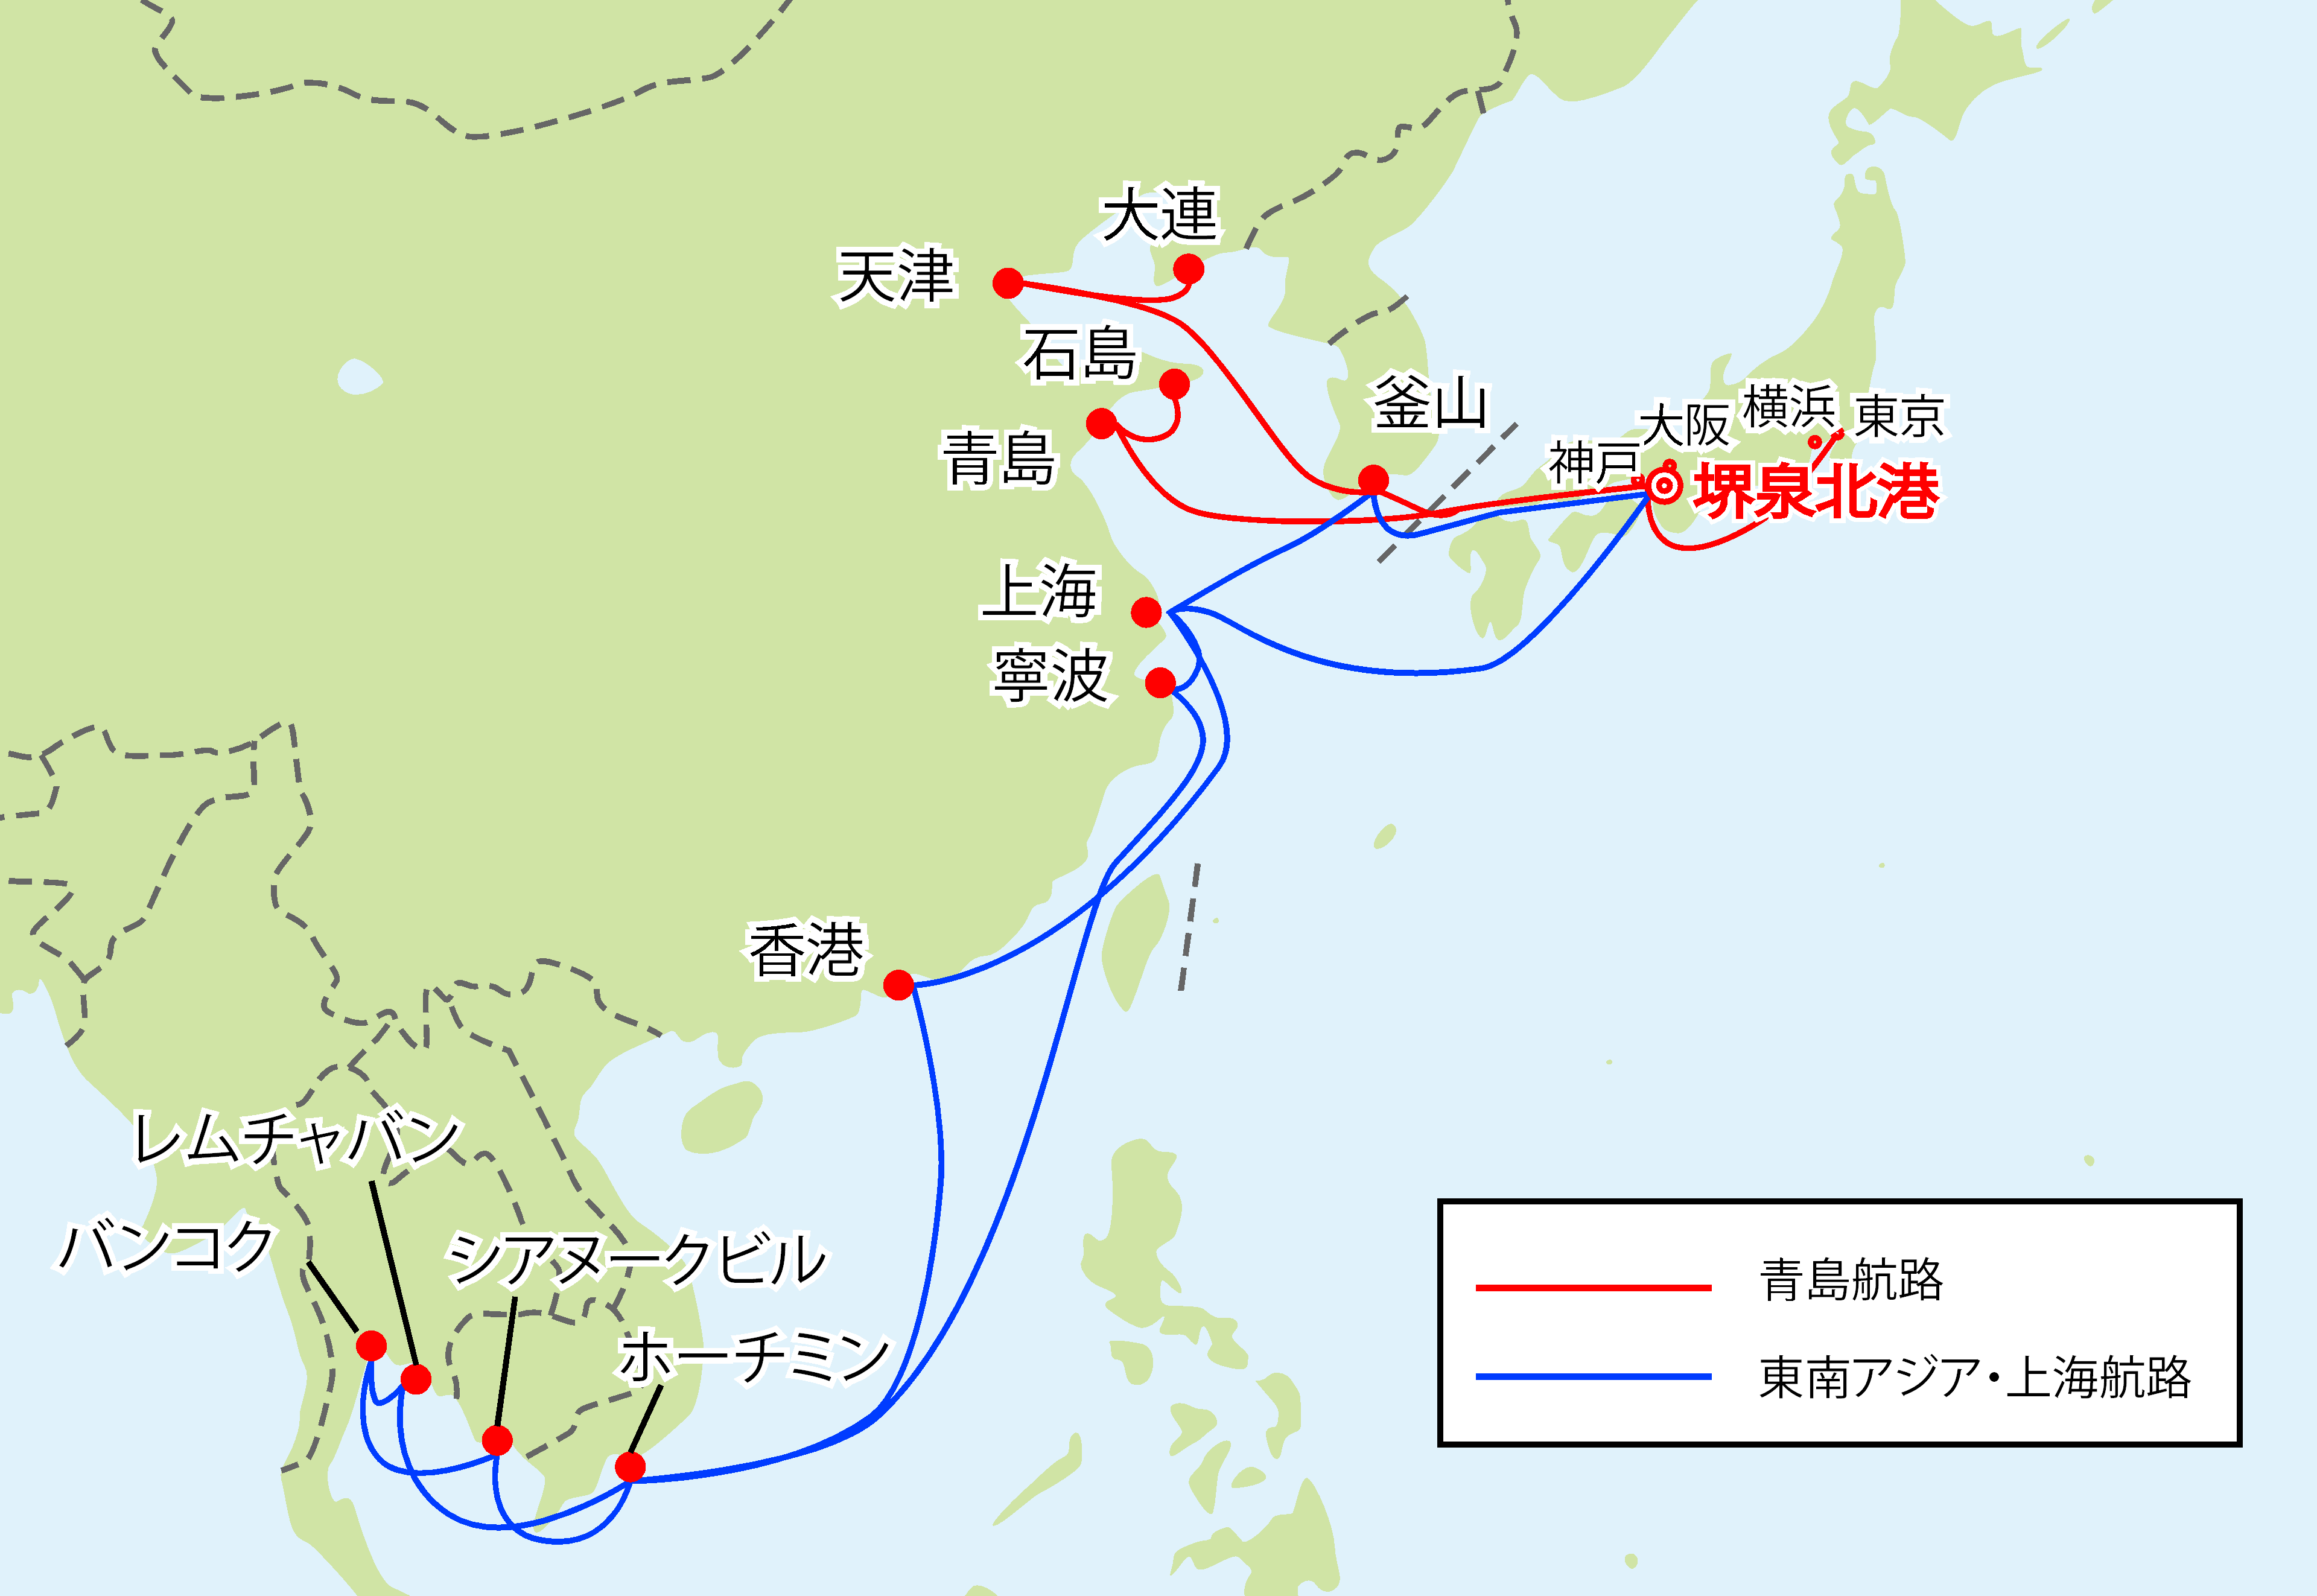 大連
天津
石島
青島
釜山
神戸
大阪
横浜
東京
堺泉北港
上海
寧波
香港
レムチャバン
バンコク
シアヌークビル
ホーチミン
青島航路
東南アジア・上海航路